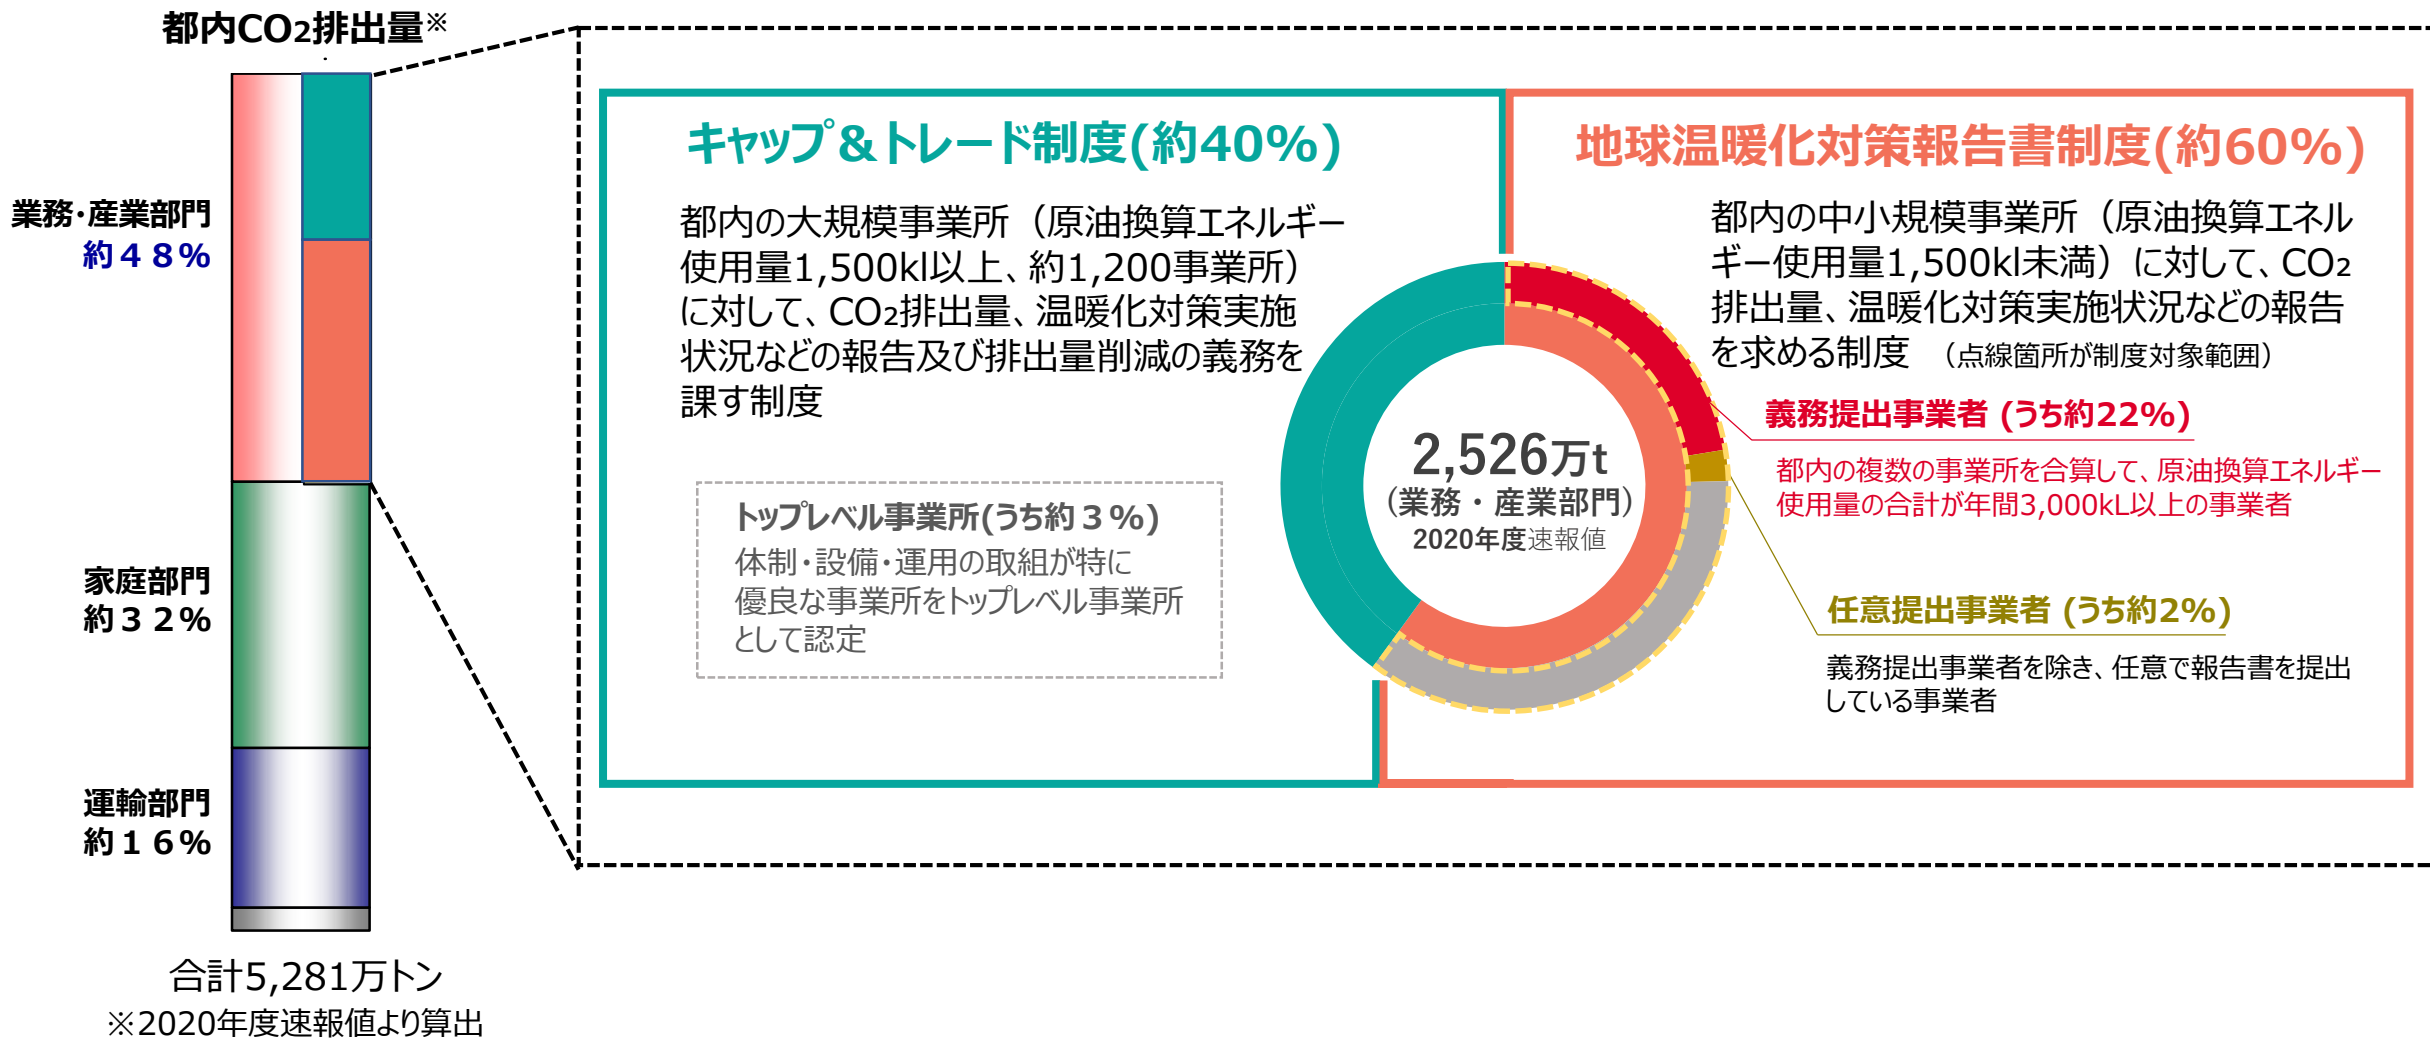 都内CO₂排出量※
業務・産業部門
約４８%
家庭部門
約３２%
運輸部門
約１６%
合計5,281万トン
※2020年度速報値より算出
キャップ＆トレード制度(約40%)
都内の大規模事業所（原油換算エネルギー
使用量1,500kl以上、約1,200事業所）
に対して、CO₂排出量、温暖化対策実施
状況などの報告及び排出量削減の義務を
課す制度
トップレベル事業所(うち約３%)
体制・設備・運用の取組が特に
優良な事業所をトップレベル事業所
として認定
2,526万t
（業務・産業部門）
2020年度速報値
地球温暖化対策報告書制度(約60%)
都内の中小規模事業所（原油換算エネル
ギー使用量1,500kl未満）に対して、CO₂
排出量、温暖化対策実施状況などの報告
を求める制度　（点線箇所が制度対象範囲）
義務提出事業者 (うち約22%)
都内の複数の事業所を合算して、原油換算エネルギー
使用量の合計が年間3,000kL以上の事業者
任意提出事業者 (うち約2%)
義務提出事業者を除き、任意で報告書を提出
している事業者